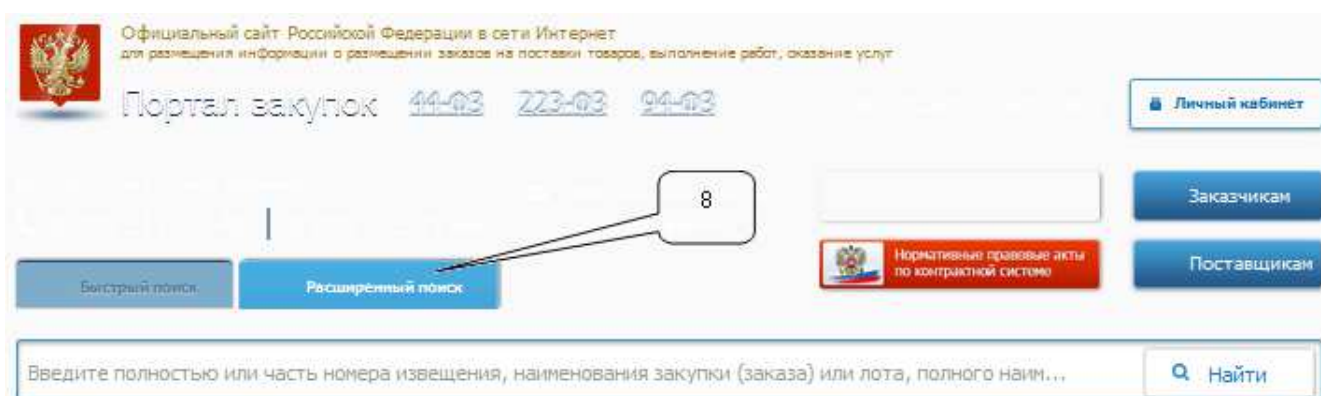 Официальный сайт Российской Федерации в сети Интернет
для размещения информации о размещении заказов на поставки товаров, выполнение работ, оказание услуг
Портал закупок 44-ФЗ 223-ФЗ 94-ФЗ
Личный кабинет
8
Заказчикам
Нормативные правовые акты
по контрактной системе
Поставщикам
Быстрый поиск Расширенный поиск
Введите полностью или часть номера извещения, наименования закупки (заказа) или лота, полного наим...
Найти